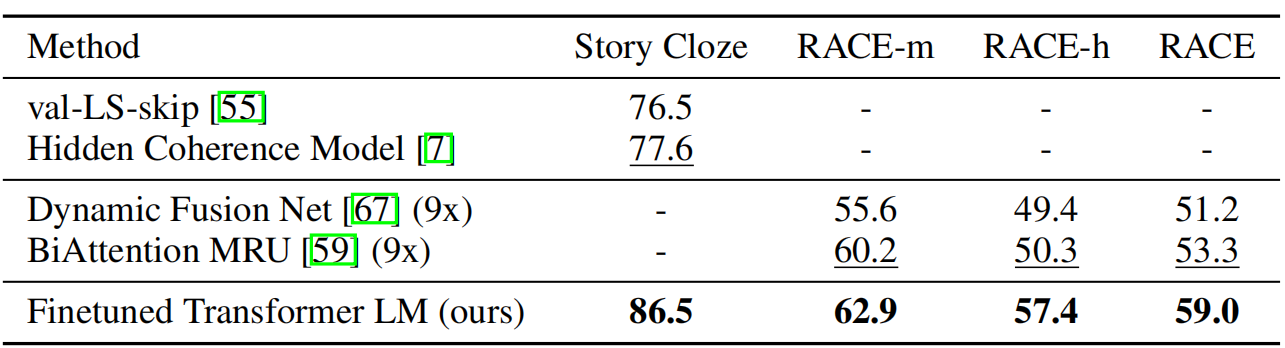 Method Story Cloze RACE-m RACE-h RACE
val-LS-skip [55] 76.5 - - -
Hidden Coherence Model [7] 77.6 - - -
Dynamic Fusion Net [67] (9x) - 55.6 49.4 51.2
BiAttention MRU [59] (9x) - 60.2 50.3 53.3
Finetuned Transformer LM (ours) 86.5 62.9 57.4 59.0